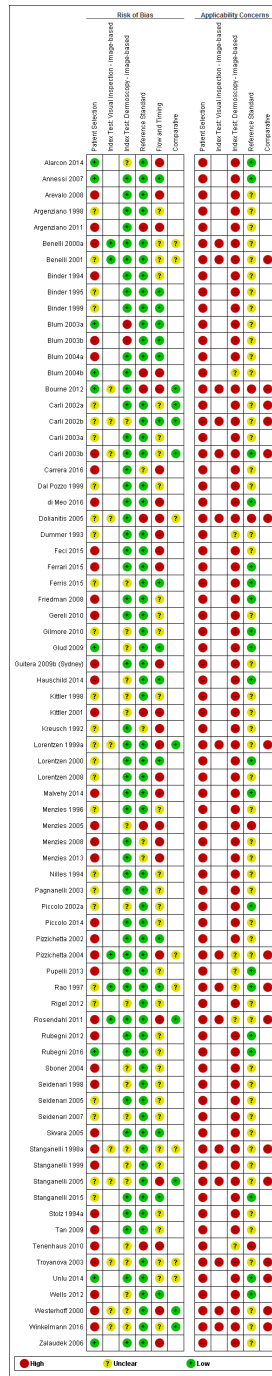 Risk of Bias
Applicability Concerns
Patient Selection
Index Test: Visual Inspection - image-based
Index Test: Dermoscopy - image-based
Reference Standard
Flow and Timing
Comparative
Patient Selection
Index Test: Visual Inspection - image-based
Index Test: Dermoscopy - image-based
Reference Standard
Comparative
Alarcon 2014
Annessi 2007
Arevalo 2008
Argenziano 1998
Argenziano 2011
Benelli 2000a
Benelli 2001
Binder 1994
Binder 1995
Binder 1999
Blum 2003a
Blum 2003b
Blum 2004a
Blum 2004b
Bourne 2012
Carli 2002a
Carli 2002b
Carli 2003a
Carli 2003b
Carrera 2016
Dal Pozzo 1999
di Meo 2016
Dolianitis 2005
Dummer 1993
Feci 2015
Ferrari 2015
Ferris 2015
Friedman 2008
Gereli 2010
Gilmore 2010
Glud 2009
Guitera 2009b (Sydney)
Hauschild 2014
Kittler 1998
Kittler 2001
Kreusch 1992
Lorentzen 1999a
Lorentzen 2000
Lorentzen 2008
Malvehy 2014
Menzies 1996
Menzies 2005
Menzies 2008
Menzies 2013
Nilles 1994
Pagnanelli 2003
Piccolo 2002a
Piccolo 2014
Pizzichetta 2002
Pizzichetta 2004
Pupelli 2013
Rao 1997
Rigel 2012
Rosendahl 2011
Rubegni 2012
Rubegni 2016
Sboner 2004
Seidenari 1998
Seidenari 2005
Seidenari 2007
Skvara 2005
Stanganelli 1998a
Stanganelli 1999
Stanganelli 2005
Stanganelli 2015
Stolz 1994a
Tan 2009
Tenenhaus 2010
Troyanova 2003
Unlu 2014
Wells 2012
Westerhoff 2000
Winkelmann 2016
Zalaudek 2006
High ? Unclear + Low